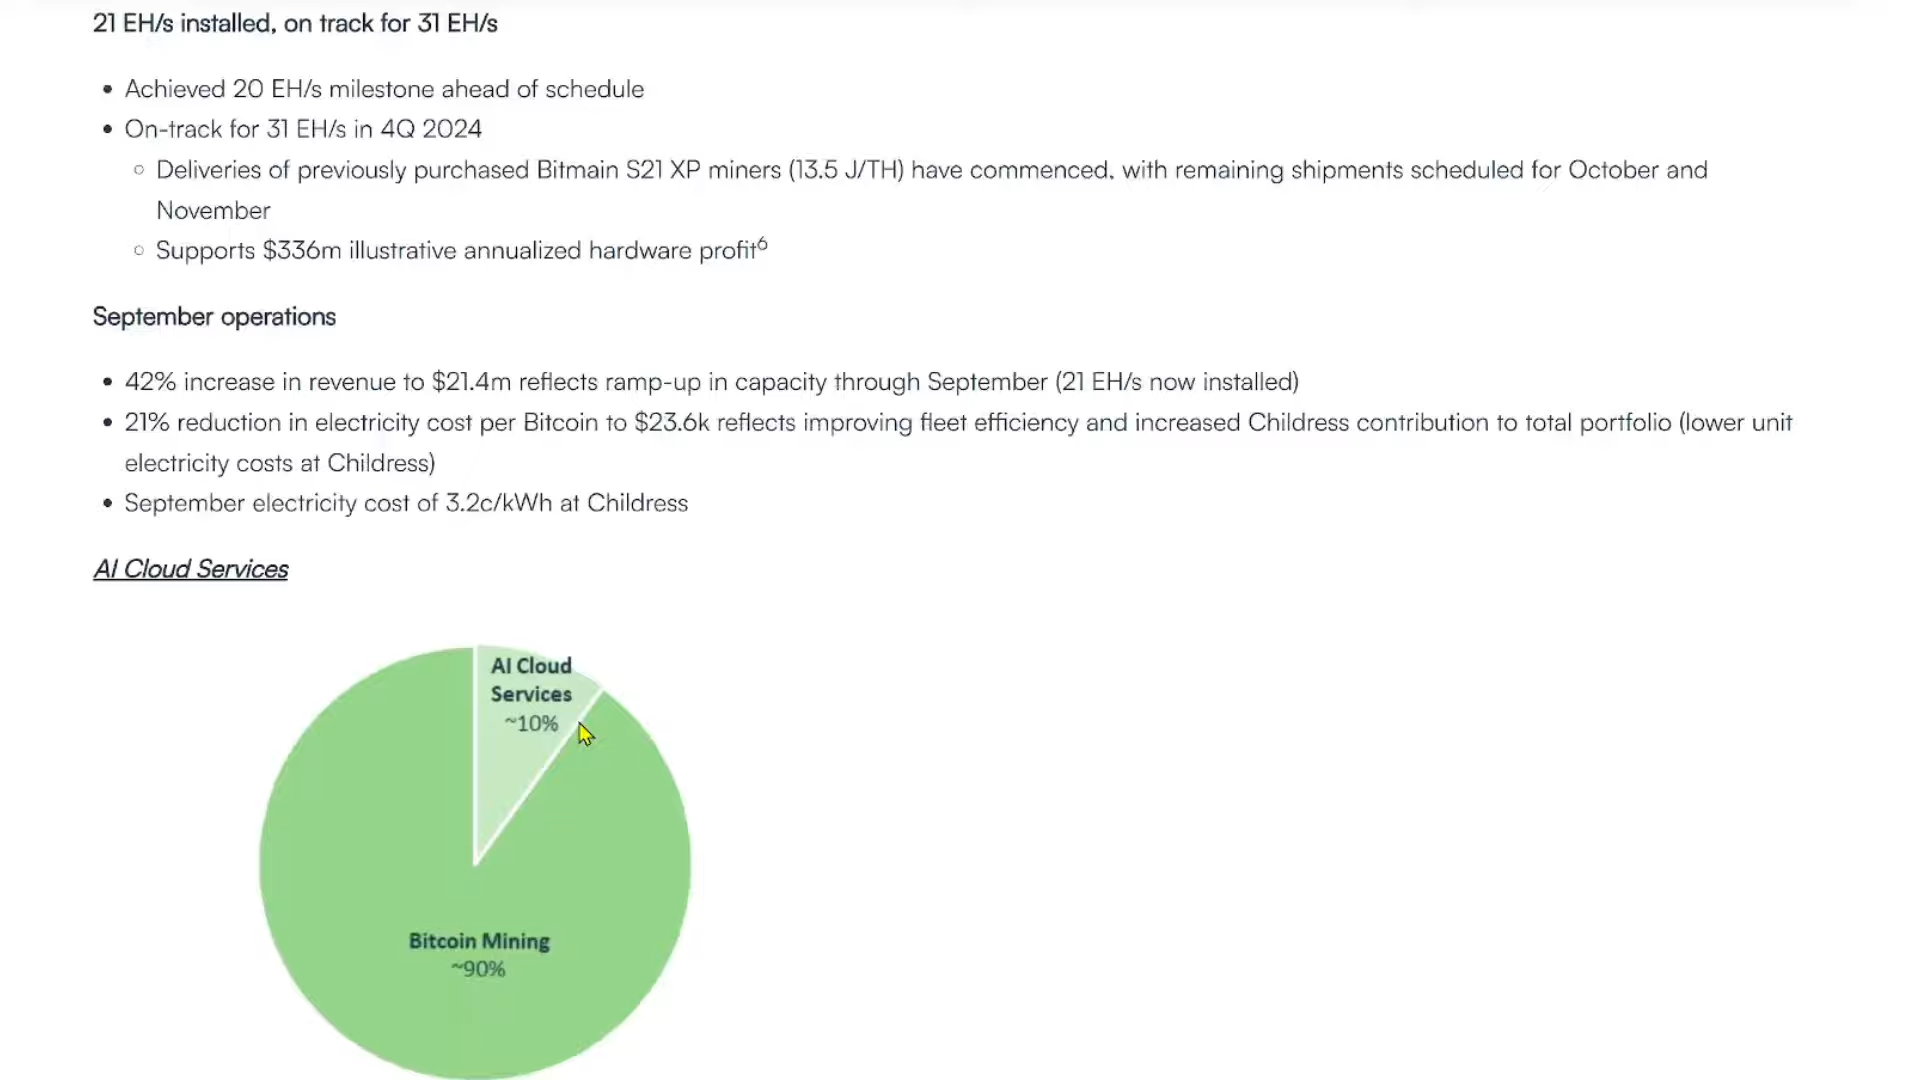 21 EH/s installed, on track for 31 EH/s
• Achieved 20 EH/s milestone ahead of schedule
• On-track for 31 EH/s in 4Q 2024
◦ Deliveries of previously purchased Bitmain S21 XP miners (13.5 J/TH) have commenced, with remaining shipments scheduled for October and
November
◦ Supports $336m illustrative annualized hardware profit⁶
September operations
• 42% increase in revenue to $21.4m reflects ramp-up in capacity through September (21 EH/s now installed)
• 21% reduction in electricity cost per Bitcoin to $23.6k reflects improving fleet efficiency and increased Childress contribution to total portfolio (lower unit
electricity costs at Childress)
• September electricity cost of 3.2c/kWh at Childress
AI Cloud Services
AI Cloud
Services
~10%
Bitcoin Mining
~90%